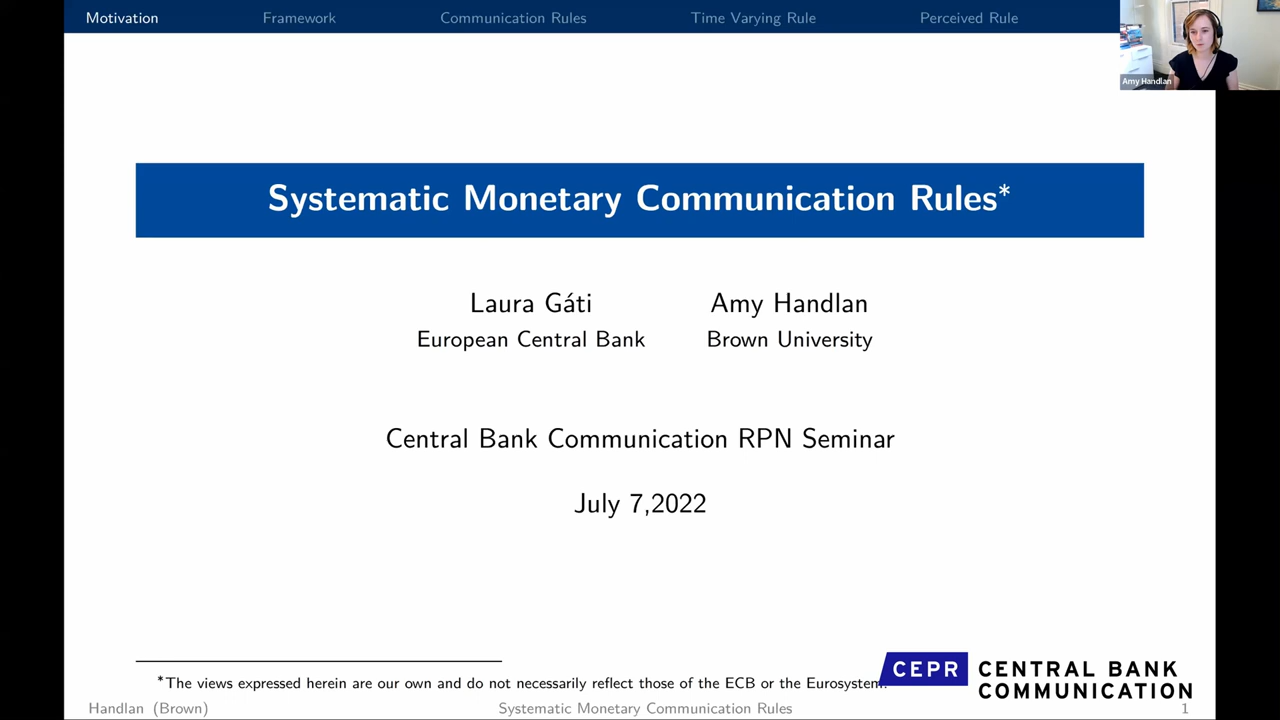 Motivation Framework Communication Rules Time Varying Rule Perceived Rule
Amy Handlan
Systematic Monetary Communication Rules*
Laura Gáti Amy Handlan
European Central Bank Brown University
Central Bank Communication RPN Seminar
July 7,2022
*The views expressed herein are our own and do not necessarily reflect those of the ECB or the Eurosystem.
CEPR CENTRAL BANK
COMMUNICATION
Handlan (Brown) Systematic Monetary Communication Rules 1